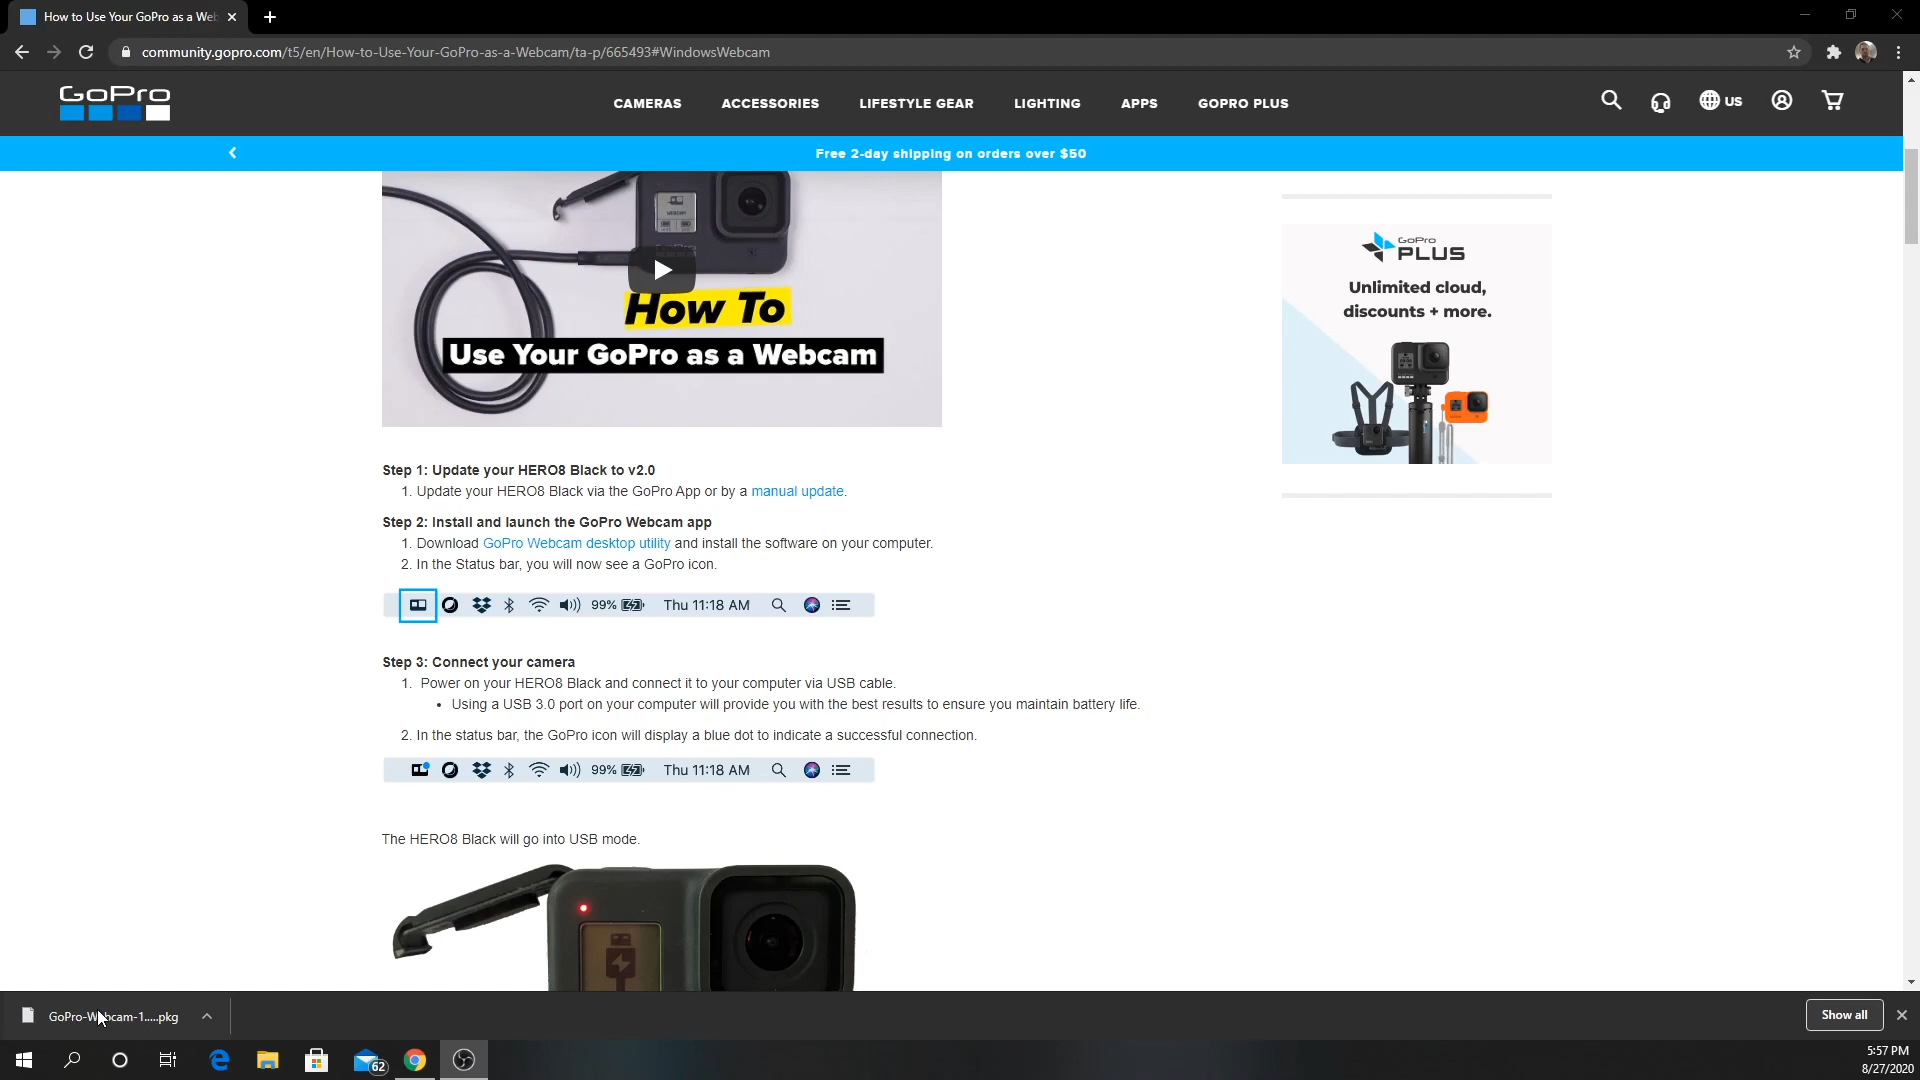 How to Use Your GoPro as a Web
community.gopro.com/t5/en/How-to-Use-Your-GoPro-as-a-Webcam/ta-p/665493#WindowsWebcam
GoPro
CAMERAS
ACCESSORIES
LIFESTYLE GEAR
LIGHTING
APPS
GOPRO PLUS
US
Free 2-day shipping on orders over $50
How To
Use Your GoPro as a Webcam
GoPro
PLUS
Unlimited cloud,
discounts + more.
Step 1: Update your HERO8 Black to v2.0
1. Update your HERO8 Black via the GoPro App or by a manual update.
Step 2: Install and launch the GoPro Webcam app
1. Download GoPro Webcam desktop utility and install the software on your computer.
2. In the Status bar, you will now see a GoPro icon.
99% Thu 11:18 AM
Step 3: Connect your camera
1. Power on your HERO8 Black and connect it to your computer via USB cable.
• Using a USB 3.0 port on your computer will provide you with the best results to ensure you maintain battery life.
2. In the status bar, the GoPro icon will display a blue dot to indicate a successful connection.
99% Thu 11:18 AM
The HERO8 Black will go into USB mode.
GoPro-Webcam-1.....pkg
Show all
62
5:57 PM
8/27/2020